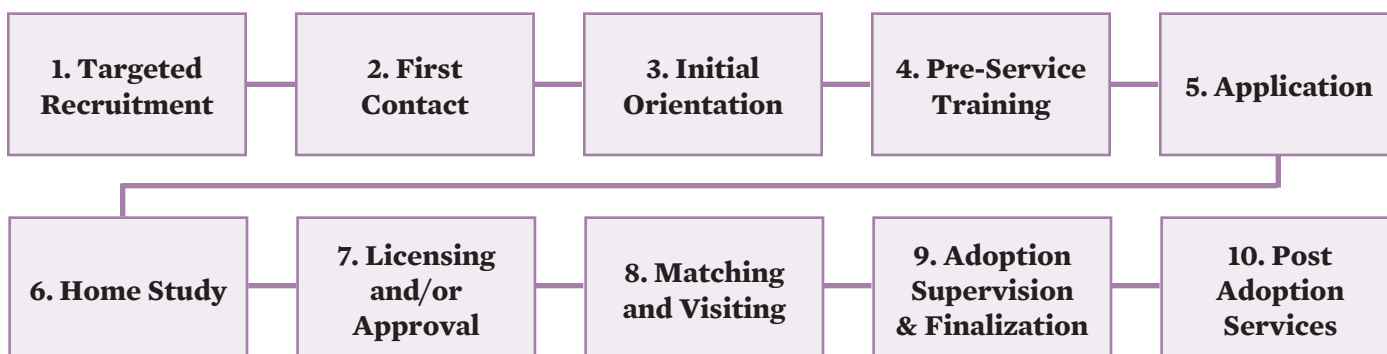 1. Targeted
Recruitment
2. First
Contact
3. Initial
Orientation
4. Pre-Service
Training
5. Application
6. Home Study
7. Licensing
and/or
Approval
8. Matching
and Visiting
9. Adoption
Supervision
& Finalization
10. Post
Adoption
Services